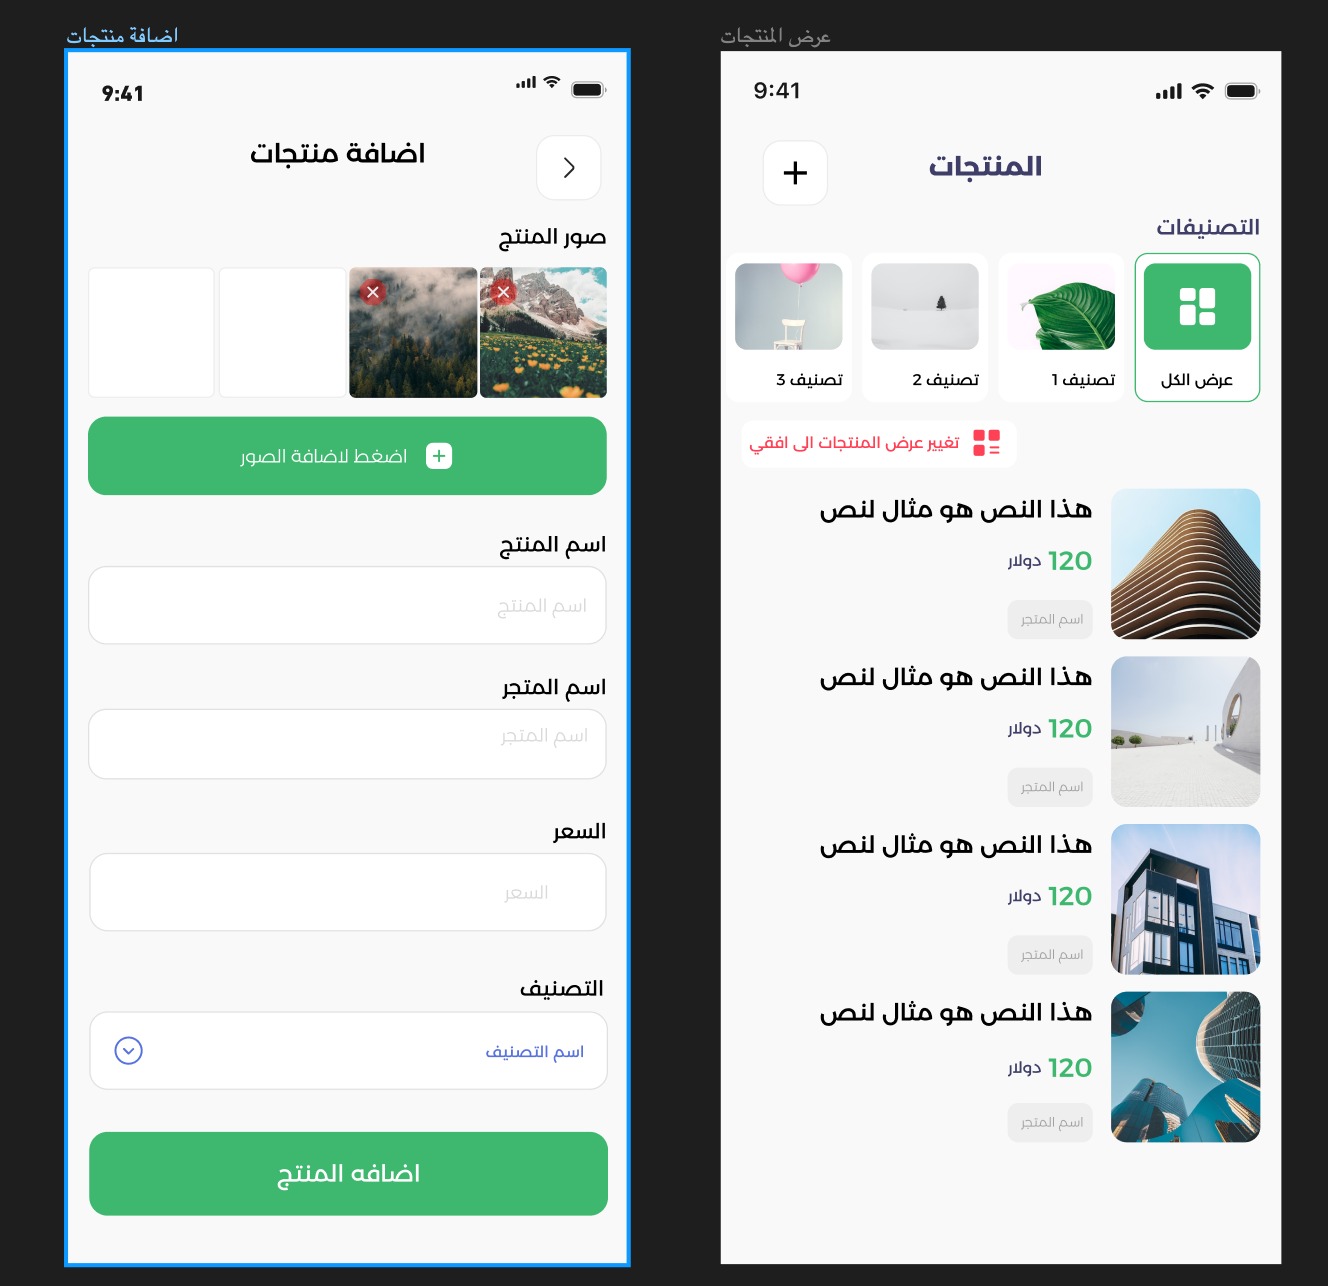 اضافة منتجات
9:41
اضافة منتجات
صور المنتج
اضغط لاضافة الصور
اسم المنتج
اسم المنتج
اسم المتجر
اسم المتجر
السعر
السعر
التصنيف
اسم التصنيف
اضافه المنتج
عرض المنتجات
9:41
المنتجات
التصنيفات
عرض الكل
تصنيف 1
تصنيف 2
تصنيف 3
تغيير عرض المنتجات الى افقي
هذا النص هو مثال لنص
120 دولار
اسم المتجر
هذا النص هو مثال لنص
120 دولار
اسم المتجر
هذا النص هو مثال لنص
120 دولار
اسم المتجر
هذا النص هو مثال لنص
120 دولار
اسم المتجر